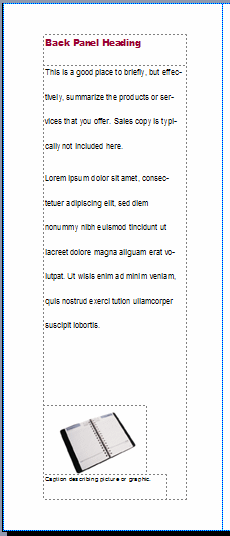 Back Panel Heading
This is a good place to briefly, but effec-
tively, summarize the products or ser-
vices that you offer. Sales copy is typi-
cally not included here.
Lorem ipsum dolor sit amet, consec-
tetuer adipiscing elit, sed diem
nonummy nibh euismod tincidunt ut
lacreet dolore magna aliguam erat vo-
lutpat. Ut wisis enim ad minim veniam,
quis nostrud exerci tution ullamcorper
suscipit lobortis.
Caption describing picture or graphic.